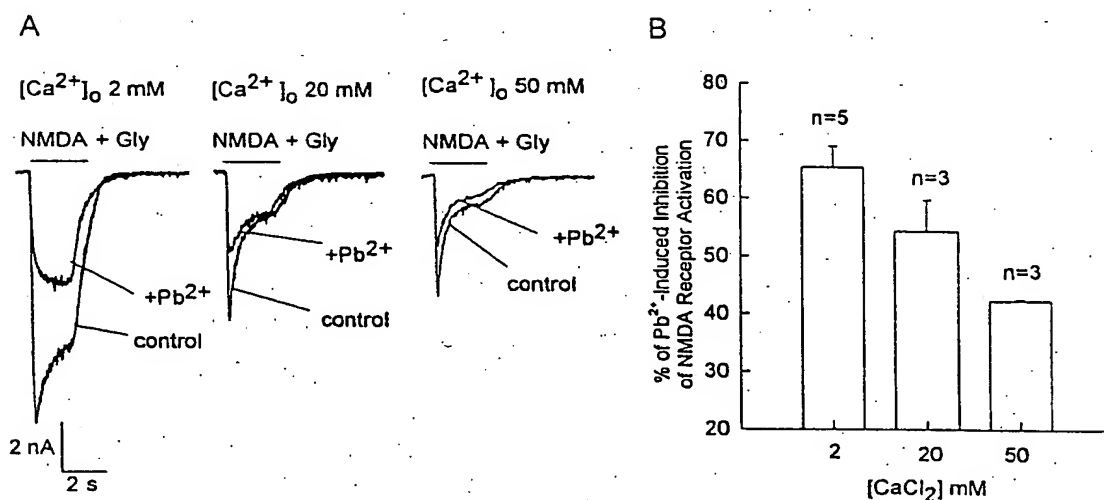 A
[Ca2+]o 2 mM
[Ca2+]o 20 mM
[Ca2+]o 50 mM
NMDA + Gly
NMDA + Gly
NMDA + Gly
+Pb2+
control
+Pb2+
control
+Pb2+
control
2 nA
2 s
B
% of Pb2+-Induced Inhibition
of NMDA Receptor Activation
80
70
60
50
40
30
20
n=5
n=3
n=3
2
20
50
[CaCl2] mM